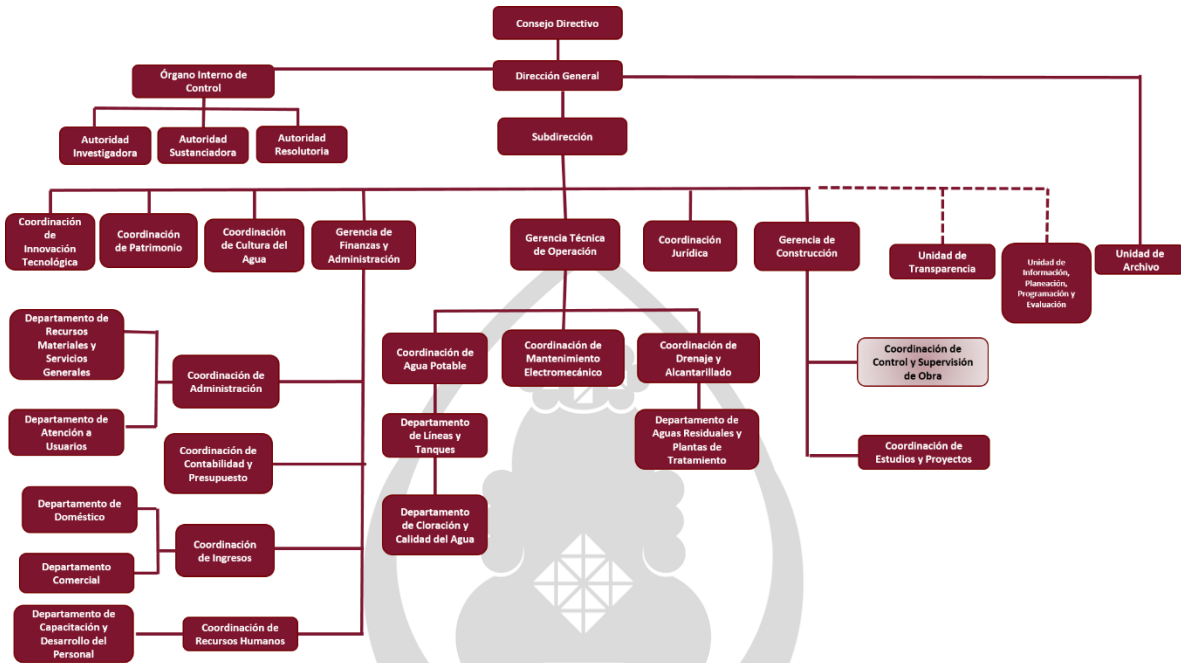 Consejo Directivo
Órgano Interno de
Control
Dirección General
Autoridad
Investigadora
Autoridad
Sustanciadora
Autoridad
Resolutoria
Subdirección
Coordinación
de
Innovación
Tecnológica
Coordinación
de Patrimonio
Coordinación
de Cultura del
Agua
Gerencia de
Finanzas y
Administración
Gerencia Técnica
de Operación
Coordinación
Jurídica
Gerencia de
Construcción
Unidad de
Transparencia
Unidad de
Información,
Planeación,
Programación y
Evaluación
Unidad de
Archivo
Departamento de
Recursos
Materiales y
Servicios
Generales
Coordinación de
Administración
Departamento de
Atención a
Usuarios
Coordinación de
Contabilidad y
Presupuesto
Departamento de
Doméstico
Coordinación
de Ingresos
Departamento
Comercial
Departamento de
Capacitación y
Desarrollo del
Personal
Coordinación de
Recursos Humanos
Coordinación de
Agua Potable
Departamento
de Líneas y
Tanques
Departamento
de Cloración y
Calidad del Agua
Coordinación de
Mantenimiento
Electromecánico
Coordinación de
Drenaje y
Alcantarillado
Departamento de
Aguas Residuales y
Plantas de
Tratamiento
Coordinación de
Control y Supervisión
de Obra
Coordinación de
Estudios y Proyectos